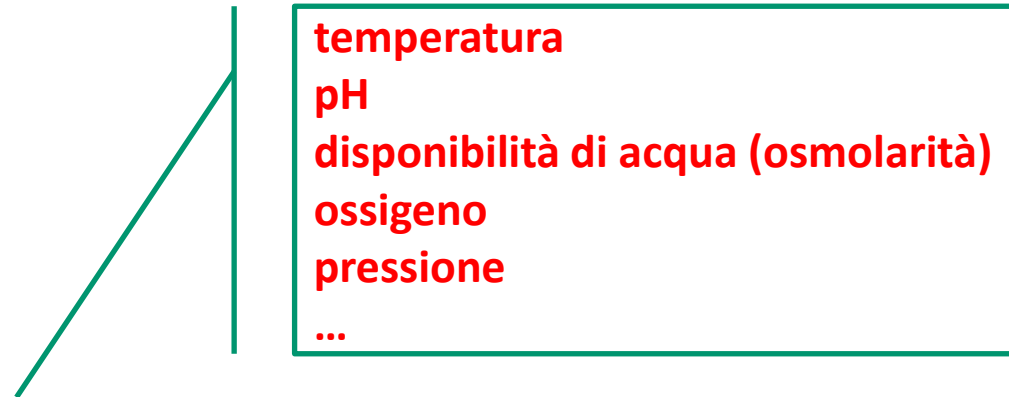 temperatura
pH
disponibilità di acqua (osmolarità)
ossigeno
pressione
…